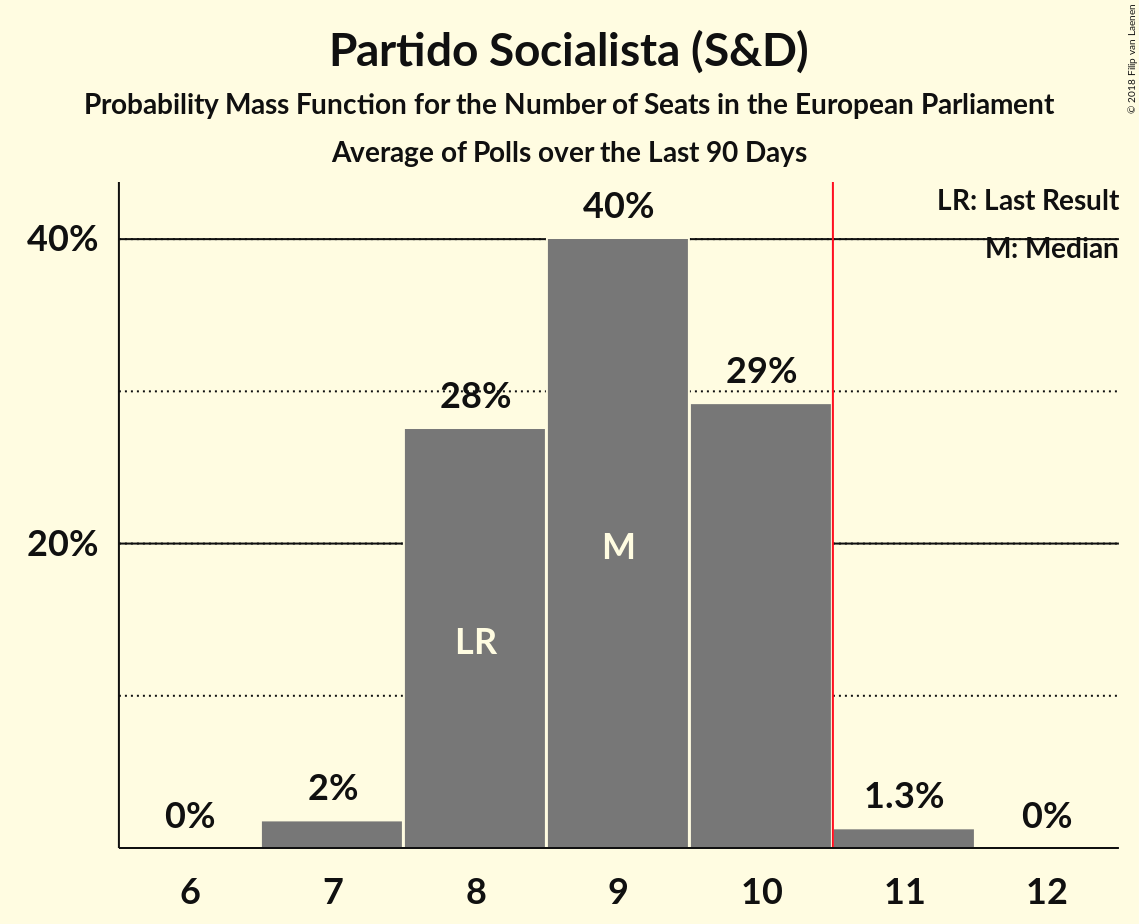 Partido Socialista (S&D)
Probability Mass Function for the Number of Seats in the European Parliament
Average of Polls over the Last 90 Days
© 2018 Filip van Laenen
LR: Last Result
M: Median
40%
20%
0%
2%
28%
40%
29%
1.3%
0%
LR
M
6 7 8 9 10 11 12